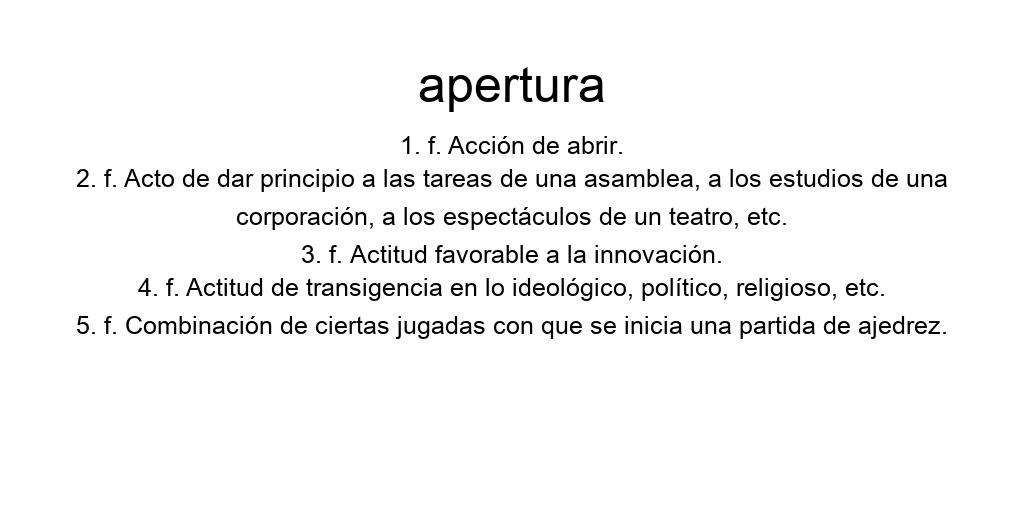 apertura
1. f. Acción de abrir.
2. f. Acto de dar principio a las tareas de una asamblea, a los estudios de una
corporación, a los espectáculos de un teatro, etc.
3. f. Actitud favorable a la innovación.
4. f. Actitud de transigencia en lo ideológico, político, religioso, etc.
5. f. Combinación de ciertas jugadas con que se inicia una partida de ajedrez.